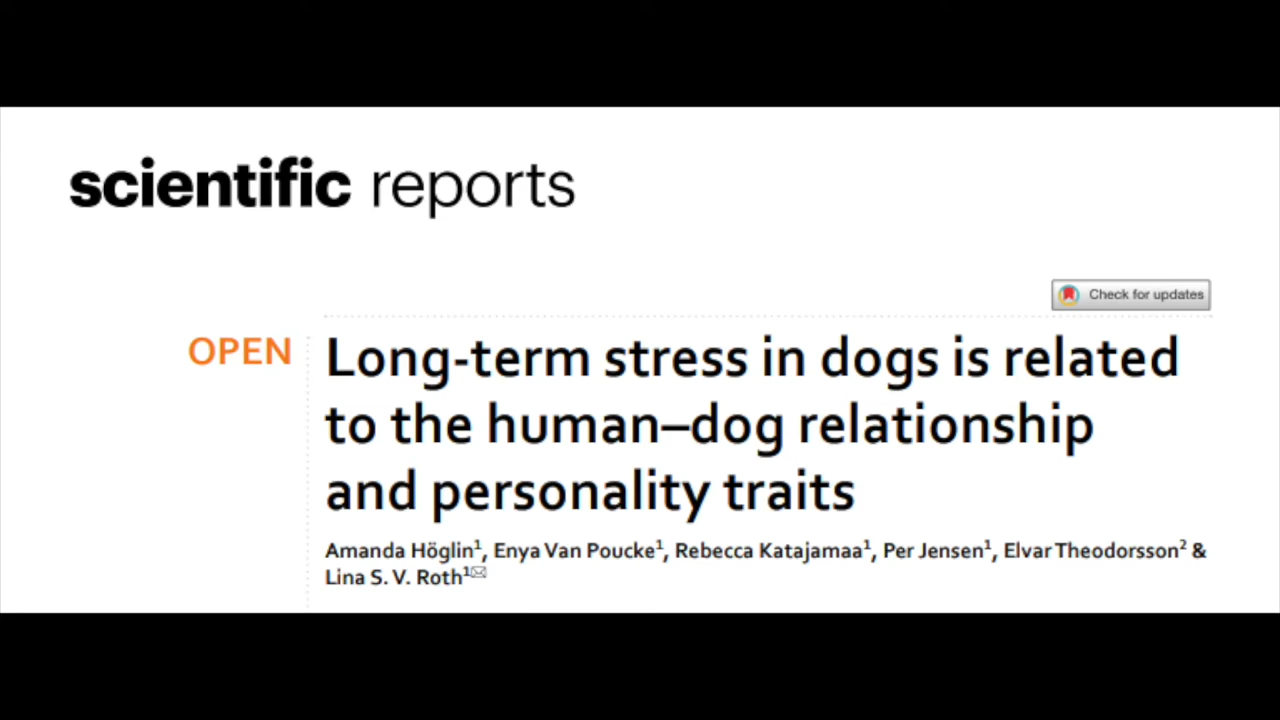 scientific reports
Check for updates
OPEN
Long-term stress in dogs is related
to the human–dog relationship
and personality traits
Amanda Höglin1, Enya Van Poucke1, Rebecca Katajamaa1, Per Jensen1, Elvar Theodorsson2 &
Lina S. V. Roth1✉